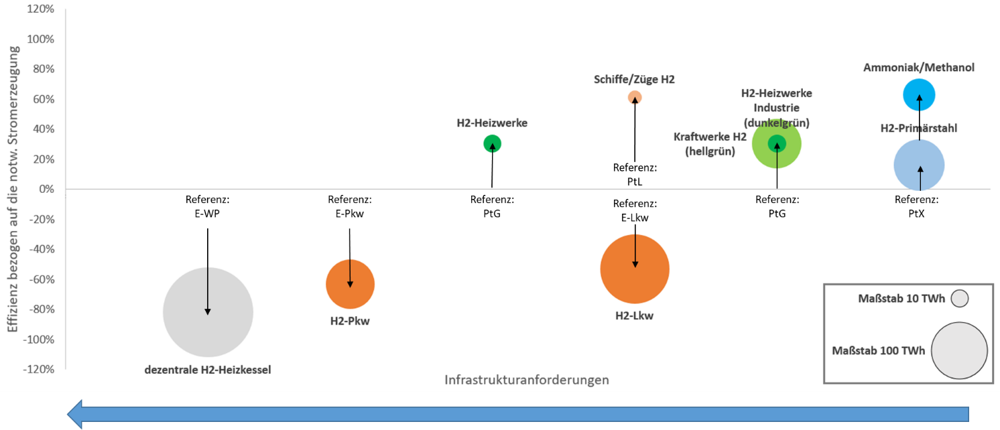 Effizienz bezogen auf die notw. Stromerzeugung
120%
100%
80%
60%
40%
20%
0%
-20%
-40%
-60%
-80%
-100%
-120%
Referenz:
E-WP
dezentrale H2-Heizkessel
Referenz:
E-Pkw
H2-Pkw
H2-Heizwerke
Referenz:
PtG
Schiffe/Züge H2
Referenz:
PtL
Referenz:
E-Lkw
H2-Lkw
H2-Heizwerke
Industrie
(dunkelgrün)
Kraftwerke H2
(hellgrün)
Referenz:
PtG
Ammoniak/Methanol
H2-Primärstahl
Referenz:
PtX
Maßstab 10 TWh
Maßstab 100 TWh
Infrastrukturanforderungen